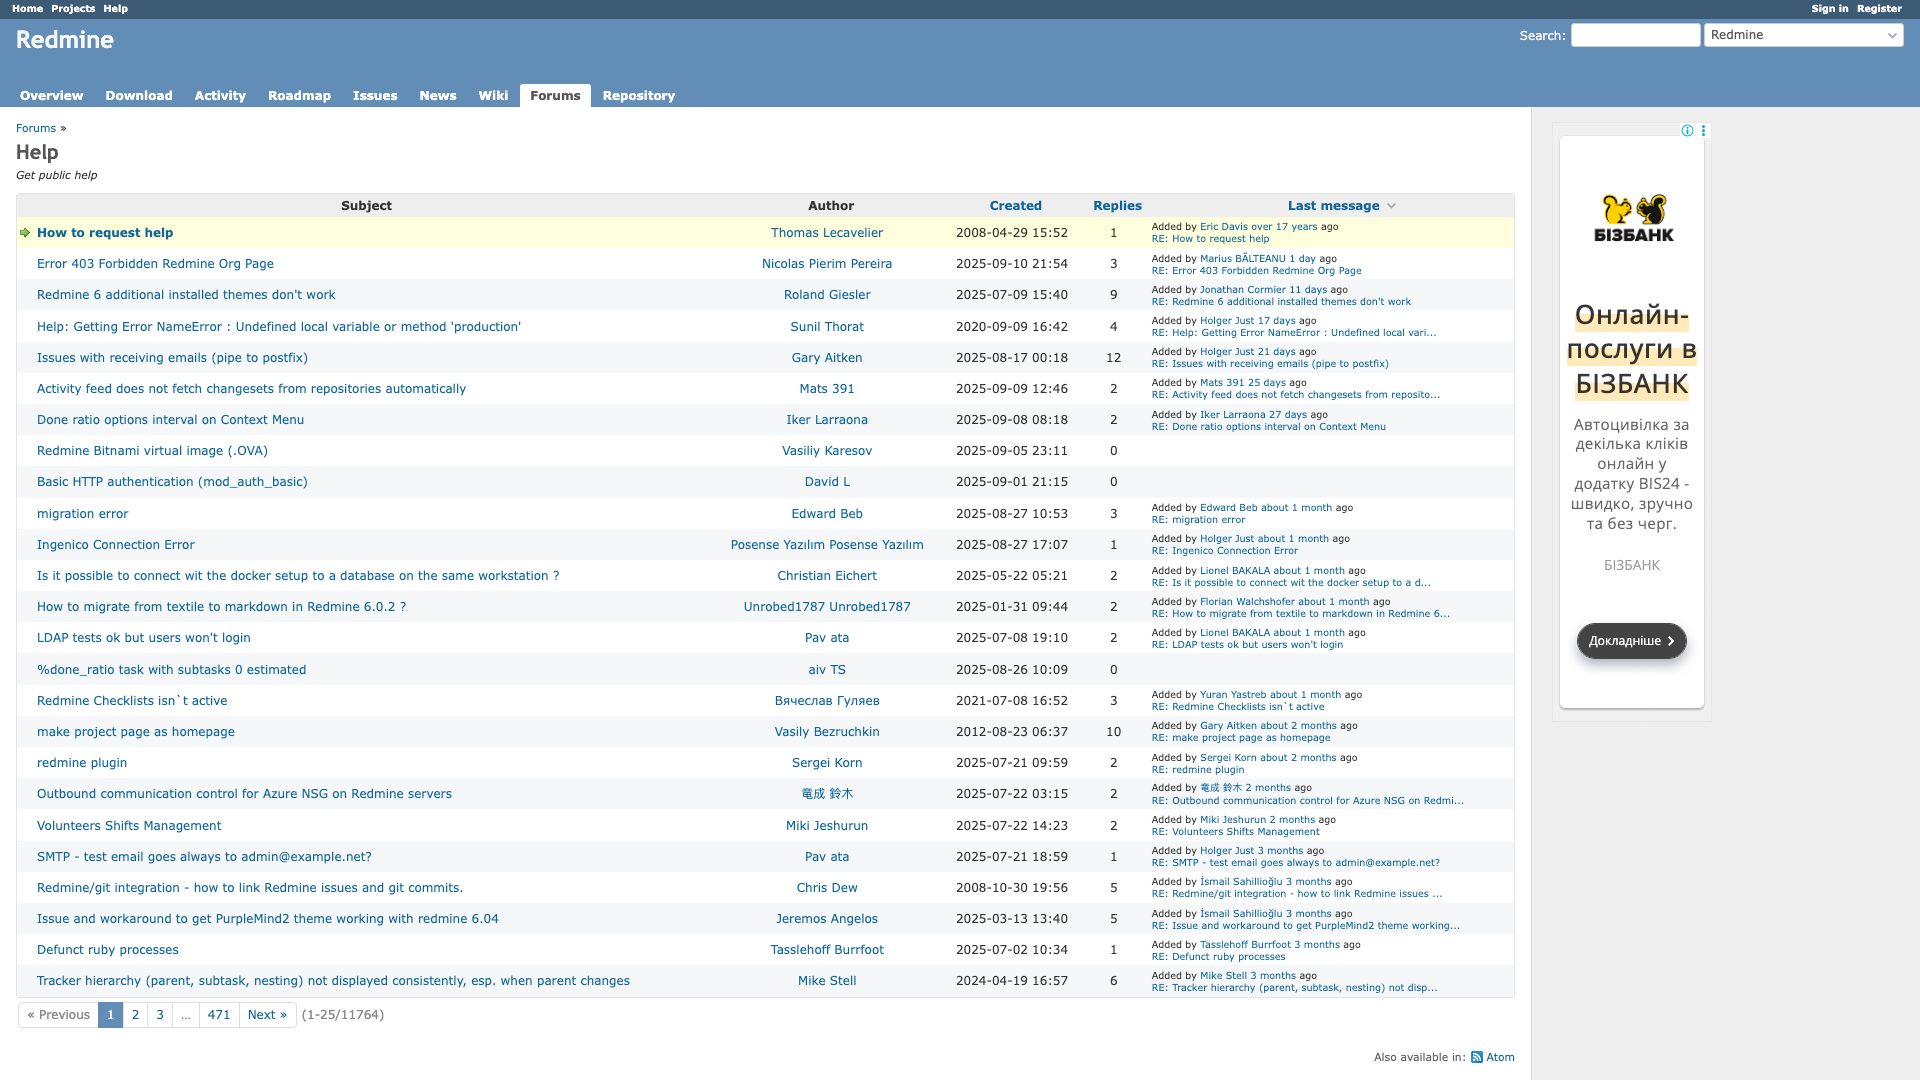 Home Projects Help Sign in Register
Redmine
Search: Redmine
Overview Download Activity Roadmap Issues News Wiki Forums Repository
Forums »
Help
Get public help
Subject Author Created Replies Last message
How to request help Thomas Lecavelier 2008-04-29 15:52 1 Added by Eric Davis over 17 years ago
RE: How to request help
Error 403 Forbidden Redmine Org Page Nicolas Pierim Pereira 2025-09-10 21:54 3 Added by Marius BĂLTEANU 1 day ago
RE: Error 403 Forbidden Redmine Org Page
Redmine 6 additional installed themes don't work Roland Giesler 2025-07-09 15:40 9 Added by Jonathan Cormier 11 days ago
RE: Redmine 6 additional installed themes don't work
Help: Getting Error NameError : Undefined local variable or method 'production' Sunil Thorat 2020-09-09 16:42 4 Added by Holger Just 17 days ago
RE: Help: Getting Error NameError : Undefined local vari...
Issues with receiving emails (pipe to postfix) Gary Aitken 2025-08-17 00:18 12 Added by Holger Just 21 days ago
RE: Issues with receiving emails (pipe to postfix)
Activity feed does not fetch changesets from repositories automatically Mats 391 2025-09-09 12:46 2 Added by Mats 391 25 days ago
RE: Activity feed does not fetch changesets from reposito...
Done ratio options interval on Context Menu Iker Larraona 2025-09-08 08:18 2 Added by Iker Larraona 27 days ago
RE: Done ratio options interval on Context Menu
Redmine Bitnami virtual image (.OVA) Vasiliy Karesov 2025-09-05 23:11 0
Basic HTTP authentication (mod_auth_basic) David L 2025-09-01 21:15 0
migration error Edward Beb 2025-08-27 10:53 3 Added by Edward Beb about 1 month ago
RE: migration error
Ingenico Connection Error Posense Yazılım Posense Yazılım 2025-08-27 17:07 1 Added by Holger Just about 1 month ago
RE: Ingenico Connection Error
Is it possible to connect wit the docker setup to a database on the same workstation ? Christian Eichert 2025-05-22 05:21 2 Added by Lionel BAKALA about 1 month ago
RE: Is it possible to connect wit the docker setup to a d...
How to migrate from textile to markdown in Redmine 6.0.2 ? Unrobed1787 Unrobed1787 2025-01-31 09:44 2 Added by Florian Walchshofer about 1 month ago
RE: How to migrate from textile to markdown in Redmine 6...
LDAP tests ok but users won't login Pav ata 2025-07-08 19:10 2 Added by Lionel BAKALA about 1 month ago
RE: LDAP tests ok but users won't login
%done_ratio task with subtasks 0 estimated aiv TS 2025-08-26 10:09 0
Redmine Checklists isn`t active Вячеслав Гуляев 2021-07-08 16:52 3 Added by Yuran Yastreb about 1 month ago
RE: Redmine Checklists isn`t active
make project page as homepage Vasily Bezruchkin 2012-08-23 06:37 10 Added by Gary Aitken about 2 months ago
RE: make project page as homepage
redmine plugin Sergei Korn 2025-07-21 09:59 2 Added by Sergei Korn about 2 months ago
RE: redmine plugin
Outbound communication control for Azure NSG on Redmine servers 竜成 鈴木 2025-07-22 03:15 2 Added by 竜成 鈴木 2 months ago
RE: Outbound communication control for Azure NSG on Redmi...
Volunteers Shifts Management Miki Jeshurun 2025-07-22 14:23 2 Added by Miki Jeshurun 2 months ago
RE: Volunteers Shifts Management
SMTP - test email goes always to admin@example.net? Pav ata 2025-07-21 18:59 1 Added by Holger Just 3 months ago
RE: SMTP - test email goes always to admin@example.net?
Redmine/git integration - how to link Redmine issues and git commits. Chris Dew 2008-10-30 19:56 5 Added by İsmail Sahillioğlu 3 months ago
RE: Redmine/git integration - how to link Redmine issues ...
Issue and workaround to get PurpleMind2 theme working with redmine 6.04 Jeremos Angelos 2025-03-13 13:40 5 Added by İsmail Sahillioğlu 3 months ago
RE: Issue and workaround to get PurpleMind2 theme working...
Defunct ruby processes Tasslehoff Burrfoot 2025-07-02 10:34 1 Added by Tasslehoff Burrfoot 3 months ago
RE: Defunct ruby processes
Tracker hierarchy (parent, subtask, nesting) not displayed consistently, esp. when parent changes Mike Stell 2024-04-19 16:57 6 Added by Mike Stell 3 months ago
RE: Tracker hierarchy (parent, subtask, nesting) not disp...
« Previous 1 2 3 ... 471 Next » (1-25/11764)
Also available in: Atom
БІЗБАНК
Онлайн-
послуги в
БІЗБАНК
Автоцивілка за
декілька кліків
онлайн у
додатку BIS24 -
швидко, зручно
та без черг.
БІЗБАНК
Докладніше